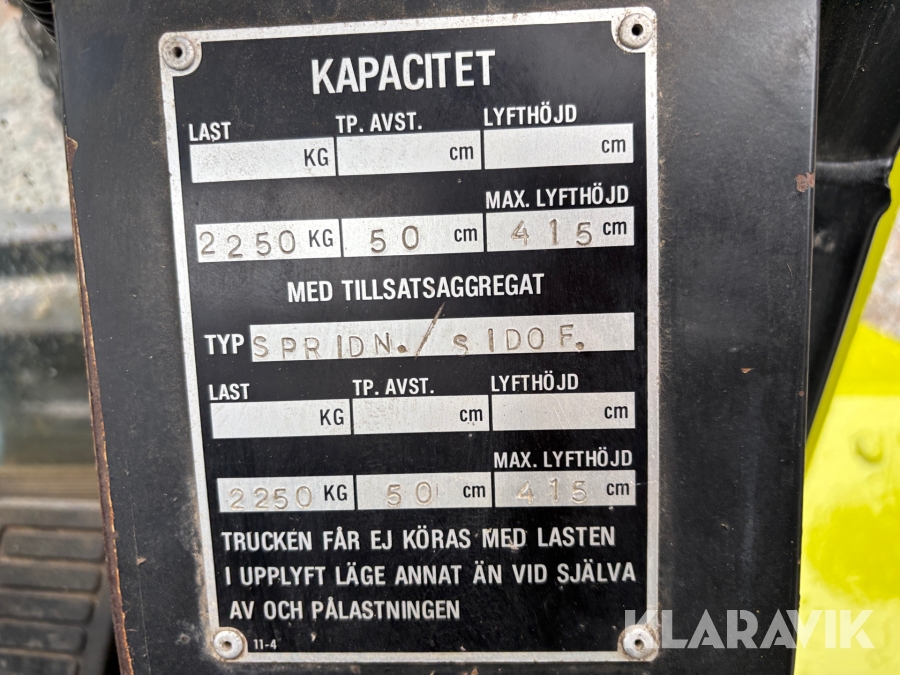 KAPACITET
LAST TP. AVST. LYFTHÖJD
KG cm cm
MAX. LYFTHÖJD
2250 KG 50 cm 415 cm
MED TILLSATSAGGREGAT
TYP SPRIDN./SIDOF.
LAST TP. AVST. LYFTHÖJD
KG cm cm
MAX. LYFTHÖJD
2250 KG 50 cm 415 cm
TRUCKEN FÅR EJ KÖRAS MED LASTEN
I UPPLYFT LÄGE ANNAT ÄN VID SJÄLVA
AV OCH PÅLASTNINGEN
11-4
KLARAVIK